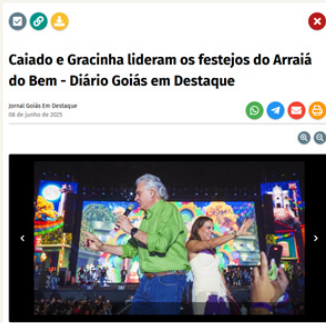 Caiado e Gracinha lideram os festejos do Arraiá
do Bem - Diário Goiás em Destaque
Jornal Goiás Em Destaque
08 de junho de 2025